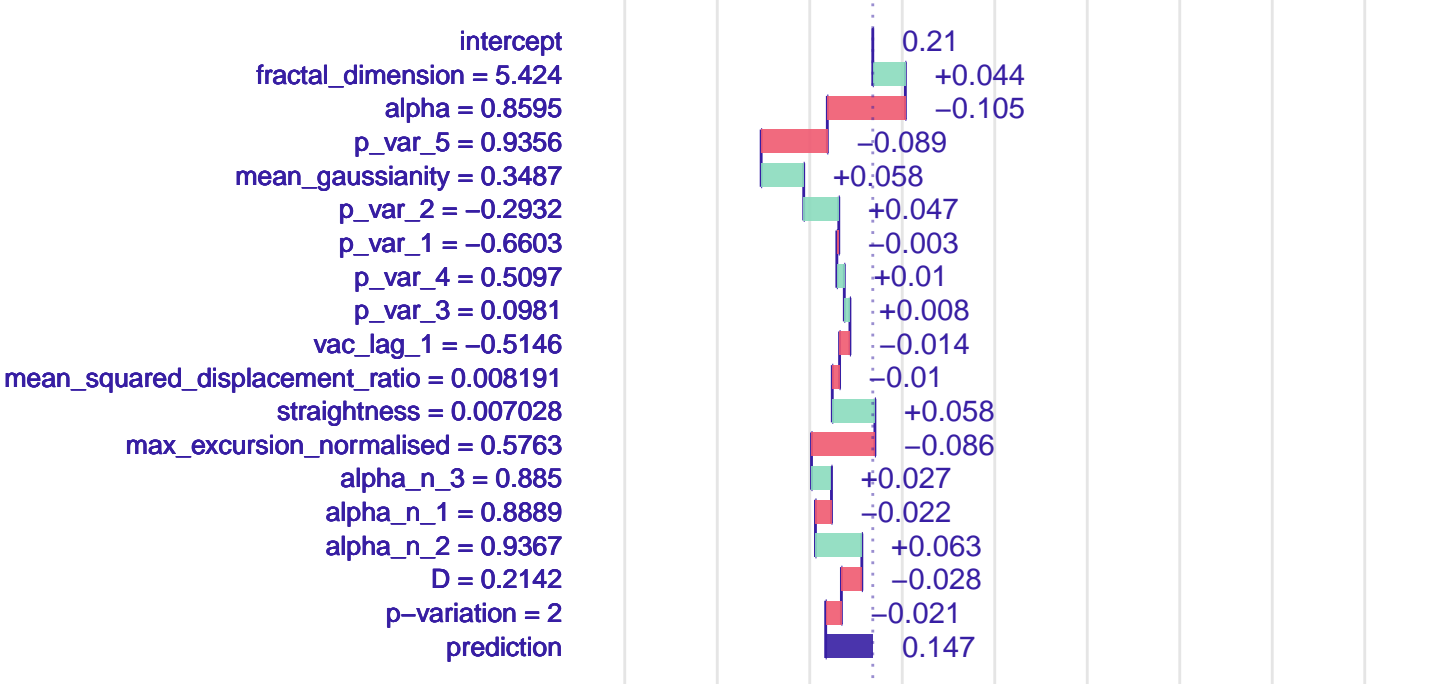 intercept 0.21
fractal_dimension = 5.424 +0.044
alpha = 0.8595 −0.105
p_var_5 = 0.9356 −0.089
mean_gaussianity = 0.3487 +0.058
p_var_2 = −0.2932 +0.047
p_var_1 = −0.6603 −0.003
p_var_4 = 0.5097 +0.01
p_var_3 = 0.0981 +0.008
vac_lag_1 = −0.5146 −0.014
mean_squared_displacement_ratio = 0.008191 −0.01
straightness = 0.007028 +0.058
max_excursion_normalised = 0.5763 −0.086
alpha_n_3 = 0.885 +0.027
alpha_n_1 = 0.8889 −0.022
alpha_n_2 = 0.9367 +0.063
D = 0.2142 −0.028
p−variation = 2 −0.021
prediction 0.147